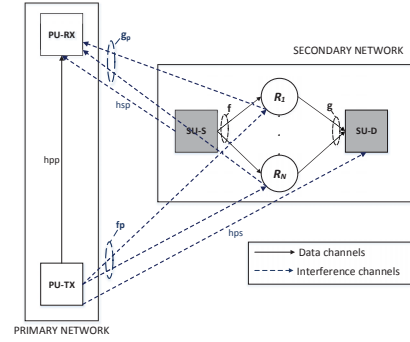 PU-RX
gp
SECONDARY NETWORK
hsp
f
R1
g
SU-S
SU-D
.
.
hpp
RN
fp
hps
PU-TX
Data channels
Interference channels
PRIMARY NETWORK